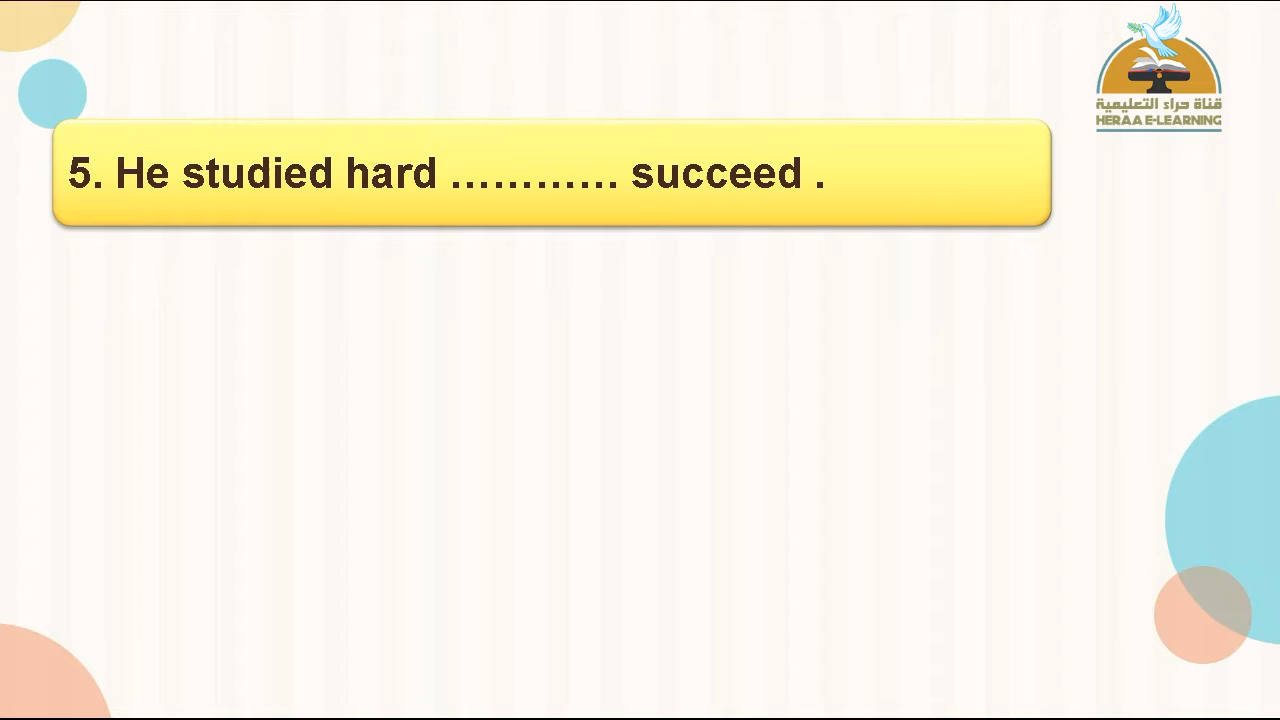 قناة حراء التعليمية
HERAA E-LEARNING
5. He studied hard ………… succeed .